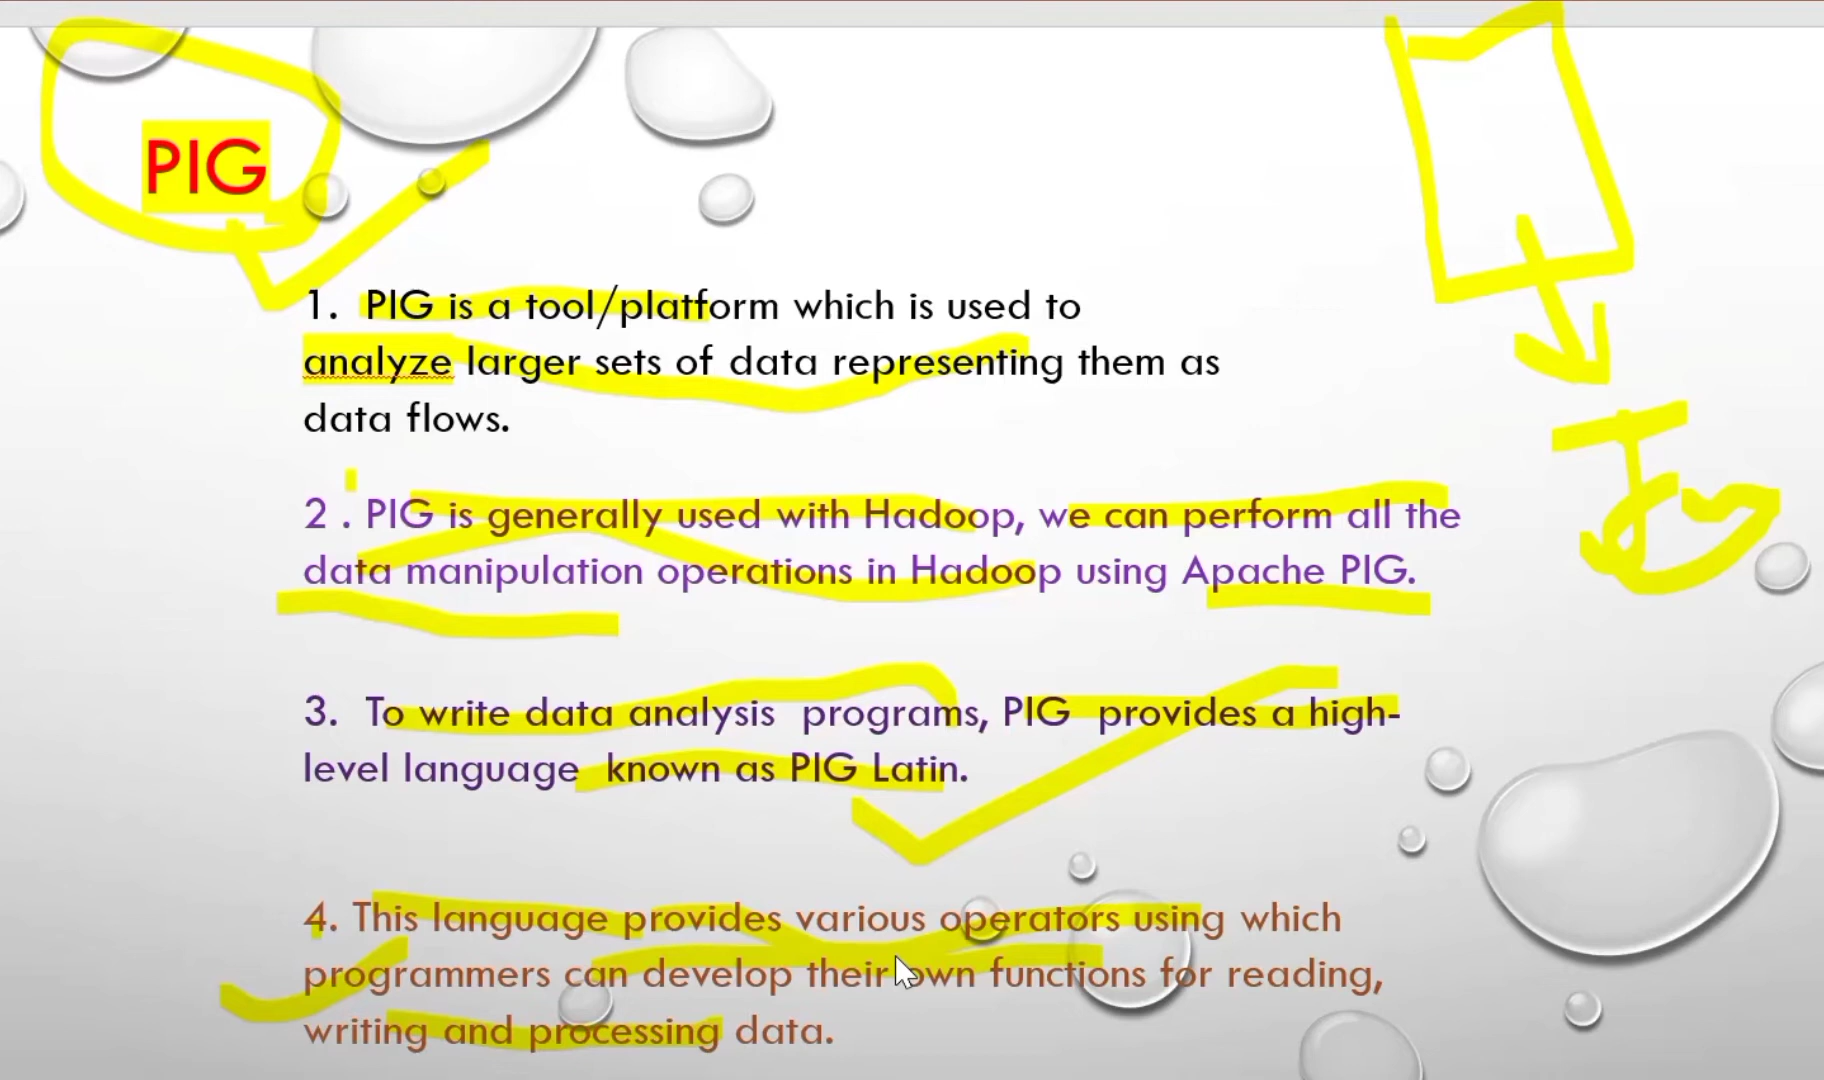 PIG
1. PIG is a tool/platform which is used to
analyze larger sets of data representing them as
data flows.
2 . PIG is generally used with Hadoop, we can perform all the
data manipulation operations in Hadoop using Apache PIG.
3. To write data analysis programs, PIG provides a high-
level language known as PIG Latin.
4. This language provides various operators using which
programmers can develop their own functions for reading,
writing and processing data.